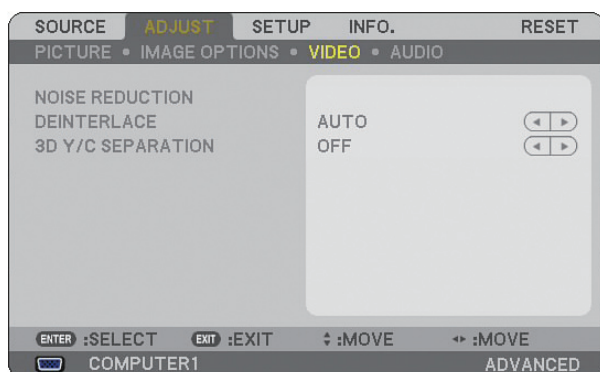 SOURCE ADJUST SETUP INFO. RESET
PICTURE • IMAGE OPTIONS • VIDEO • AUDIO
NOISE REDUCTION
DEINTERLACE AUTO
3D Y/C SEPARATION OFF
ENTER :SELECT EXIT :EXIT :MOVE :MOVE
COMPUTER1 ADVANCED